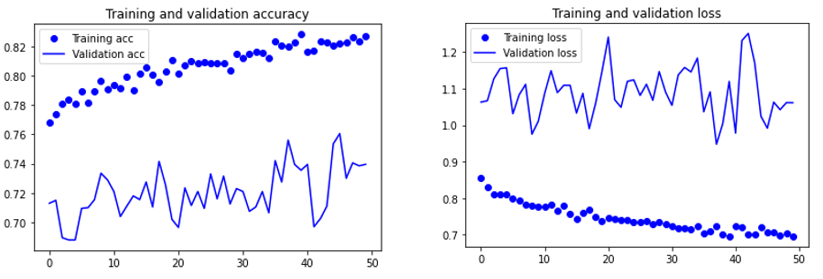 Training and validation accuracy
Training acc
Validation acc
0.82
0.80
0.78
0.76
0.74
0.72
0.70
0 10 20 30 40 50
Training and validation loss
Training loss
Validation loss
1.2
1.1
1.0
0.9
0.8
0.7
0 10 20 30 40 50